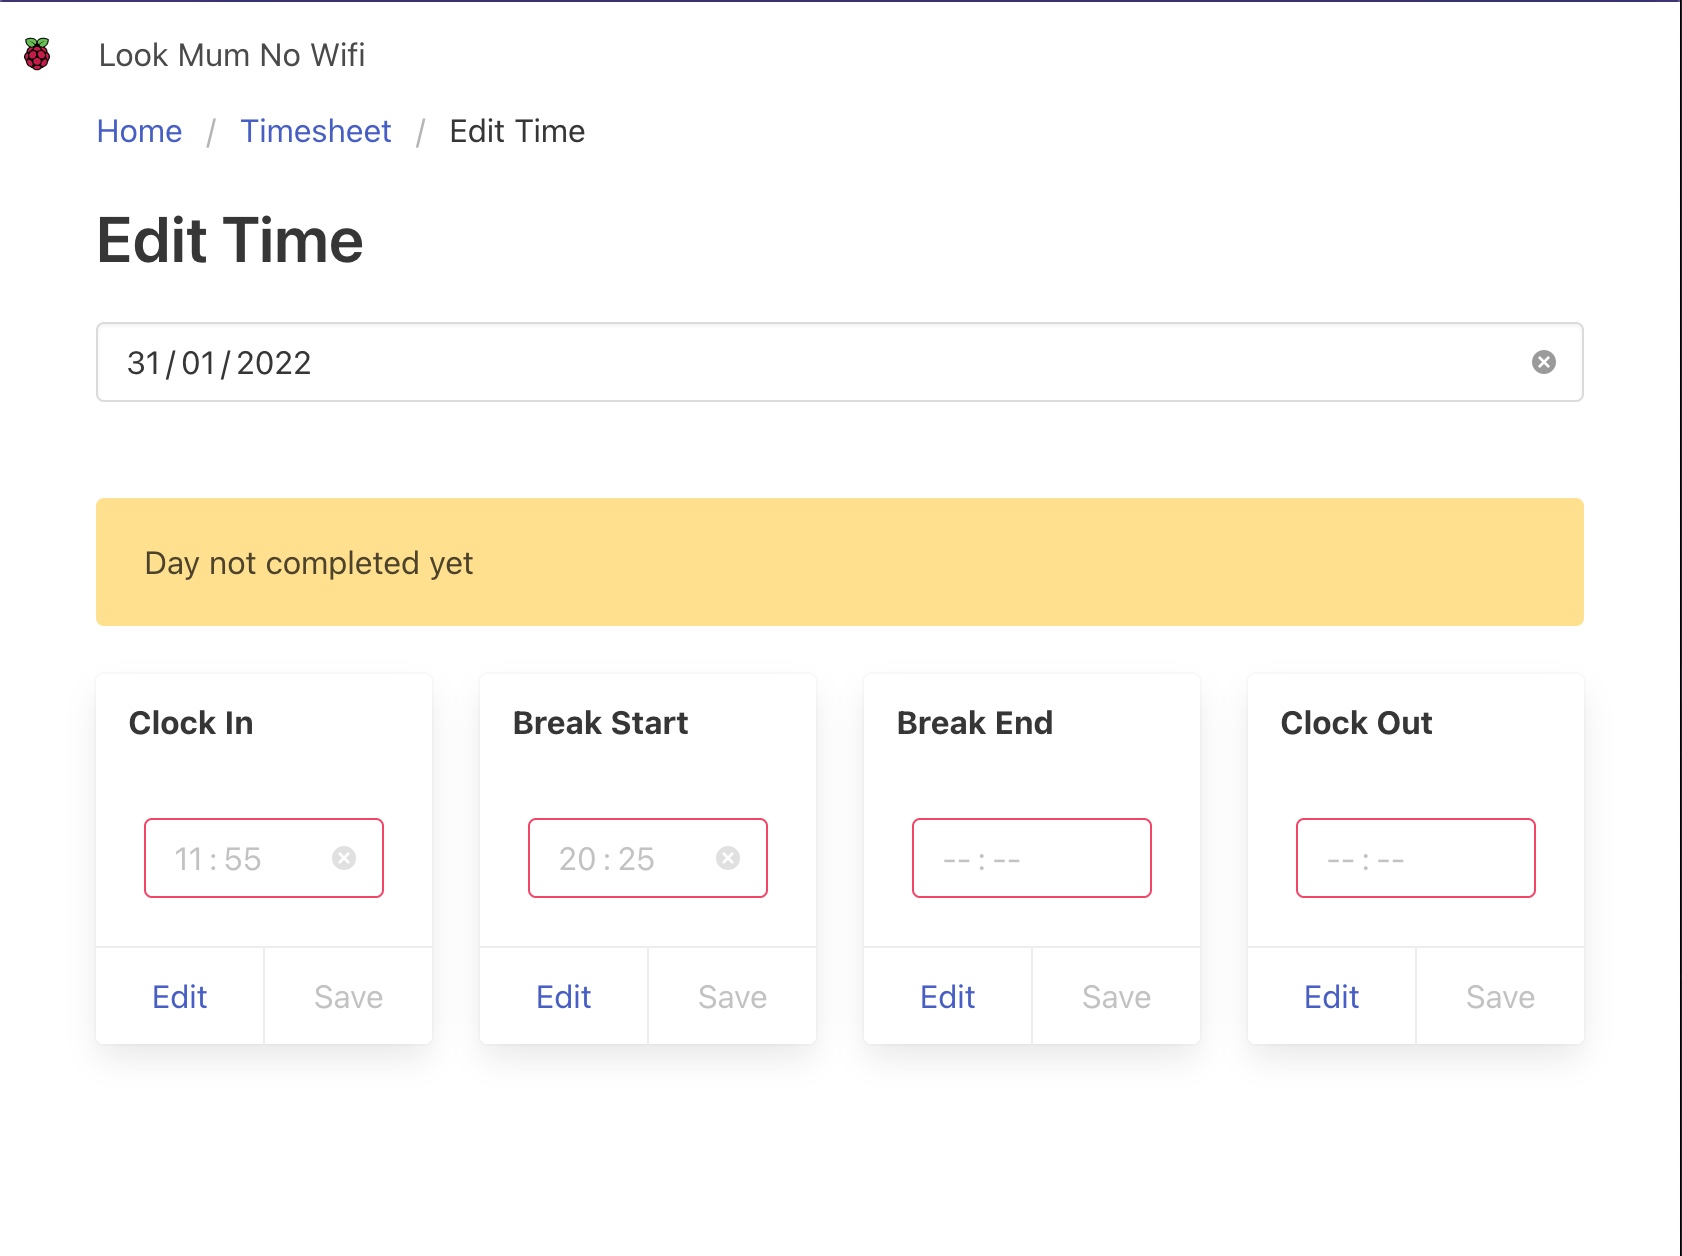 Look Mum No Wifi
Home / Timesheet / Edit Time
Edit Time
31/01/2022
Day not completed yet
Clock In
Break Start
Break End
Clock Out
11:55
20:25
--:--
--:--
Edit Save
Edit Save
Edit Save
Edit Save